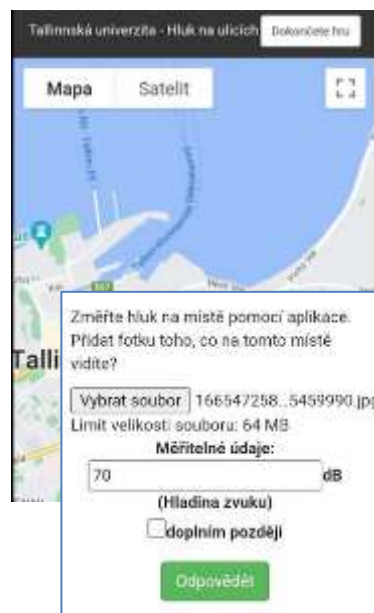 Tallinnská univerzita - Hluk na ulicích
Dokončete hru
Mapa
Satelit
Talli
Změřte hluk na místě pomocí aplikace.
Přidat fotku toho, co na tomto místě
vidíte?
Vybrat soubor 166547258...5459990.jpg
Limit velikosti souboru: 64 MB
Měřitelné údaje:
70 dB
(Hladina zvuku)
doplním později
Odpovědět